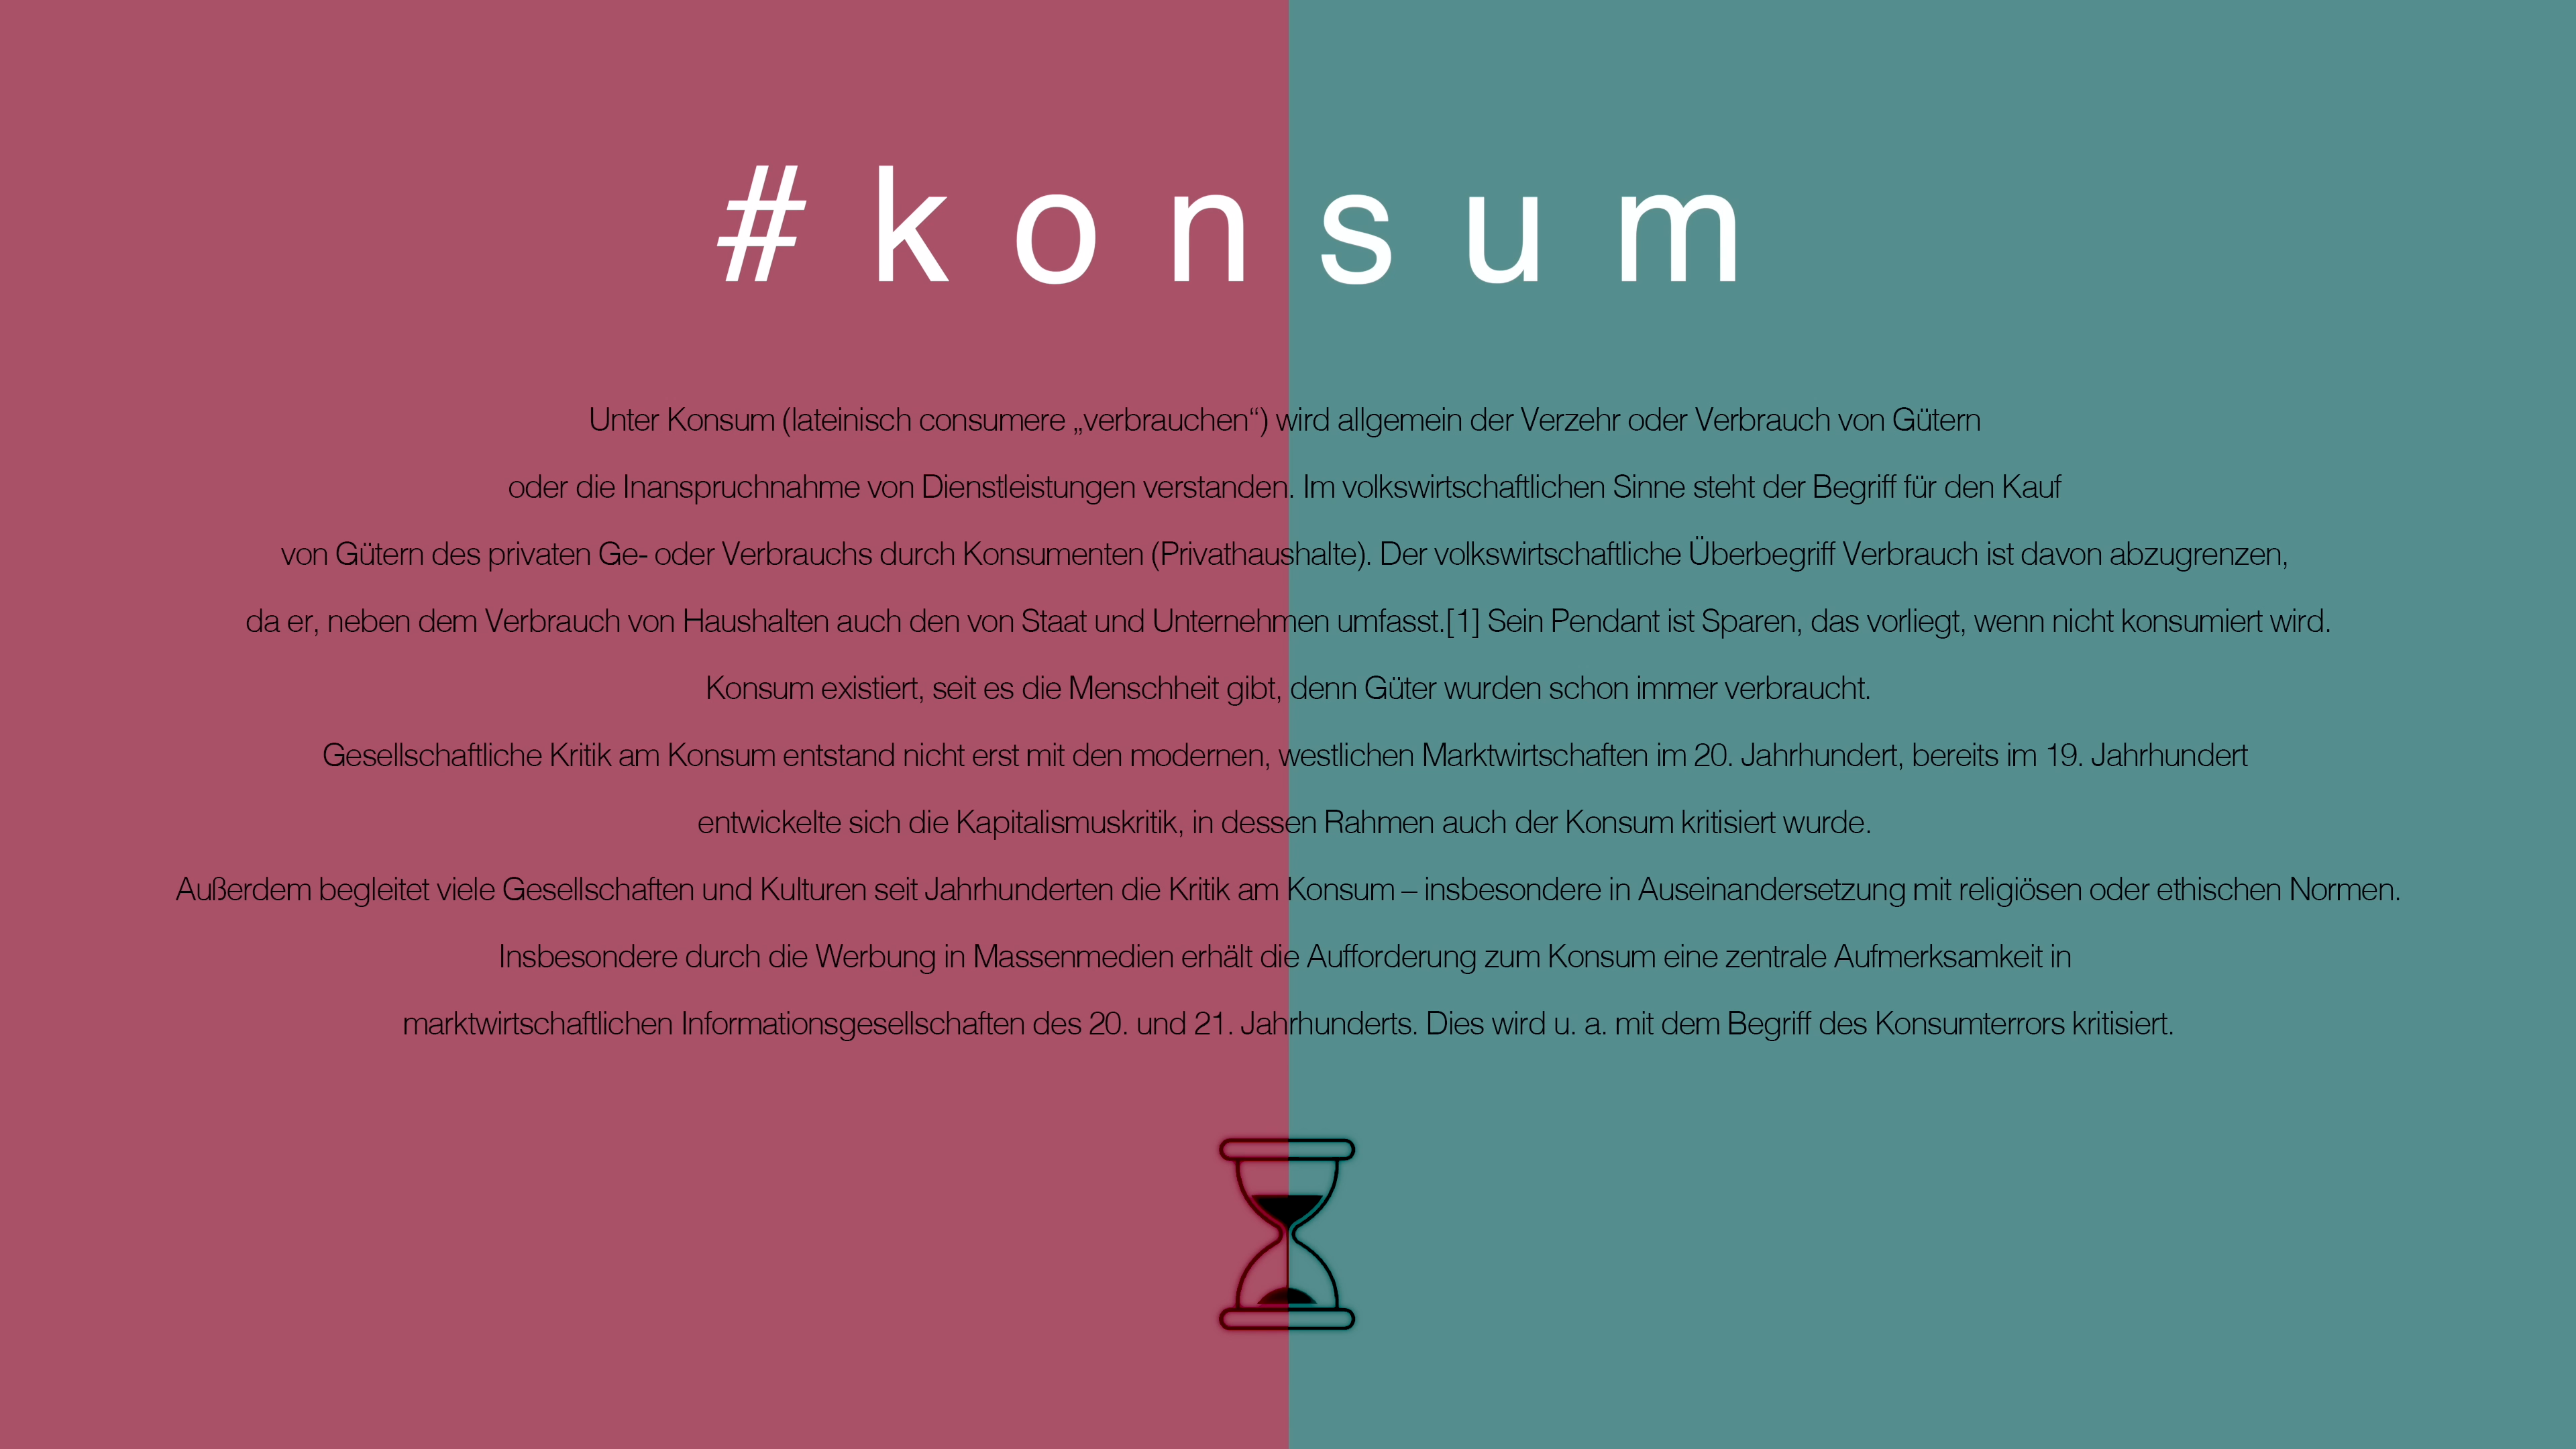 #konsum
Unter Konsum (lateinisch consumere „verbrauchen“) wird allgemein der Verzehr oder Verbrauch von Gütern
oder die Inanspruchnahme von Dienstleistungen verstanden. Im volkswirtschaftlichen Sinne steht der Begriff für den Kauf
von Gütern des privaten Ge- oder Verbrauchs durch Konsumenten (Privathaushalte). Der volkswirtschaftliche Überbegriff Verbrauch ist davon abzugrenzen,
da er, neben dem Verbrauch von Haushalten auch den von Staat und Unternehmen umfasst.[1] Sein Pendant ist Sparen, das vorliegt, wenn nicht konsumiert wird.
Konsum existiert, seit es die Menschheit gibt, denn Güter wurden schon immer verbraucht.
Gesellschaftliche Kritik am Konsum entstand nicht erst mit den modernen, westlichen Marktwirtschaften im 20. Jahrhundert, bereits im 19. Jahrhundert
entwickelte sich die Kapitalismuskritik, in dessen Rahmen auch der Konsum kritisiert wurde.
Außerdem begleitet viele Gesellschaften und Kulturen seit Jahrhunderten die Kritik am Konsum – insbesondere in Auseinandersetzung mit religiösen oder ethischen Normen.
Insbesondere durch die Werbung in Massenmedien erhält die Aufforderung zum Konsum eine zentrale Aufmerksamkeit in
marktwirtschaftlichen Informationsgesellschaften des 20. und 21. Jahrhunderts. Dies wird u. a. mit dem Begriff des Konsumterrors kritisiert.